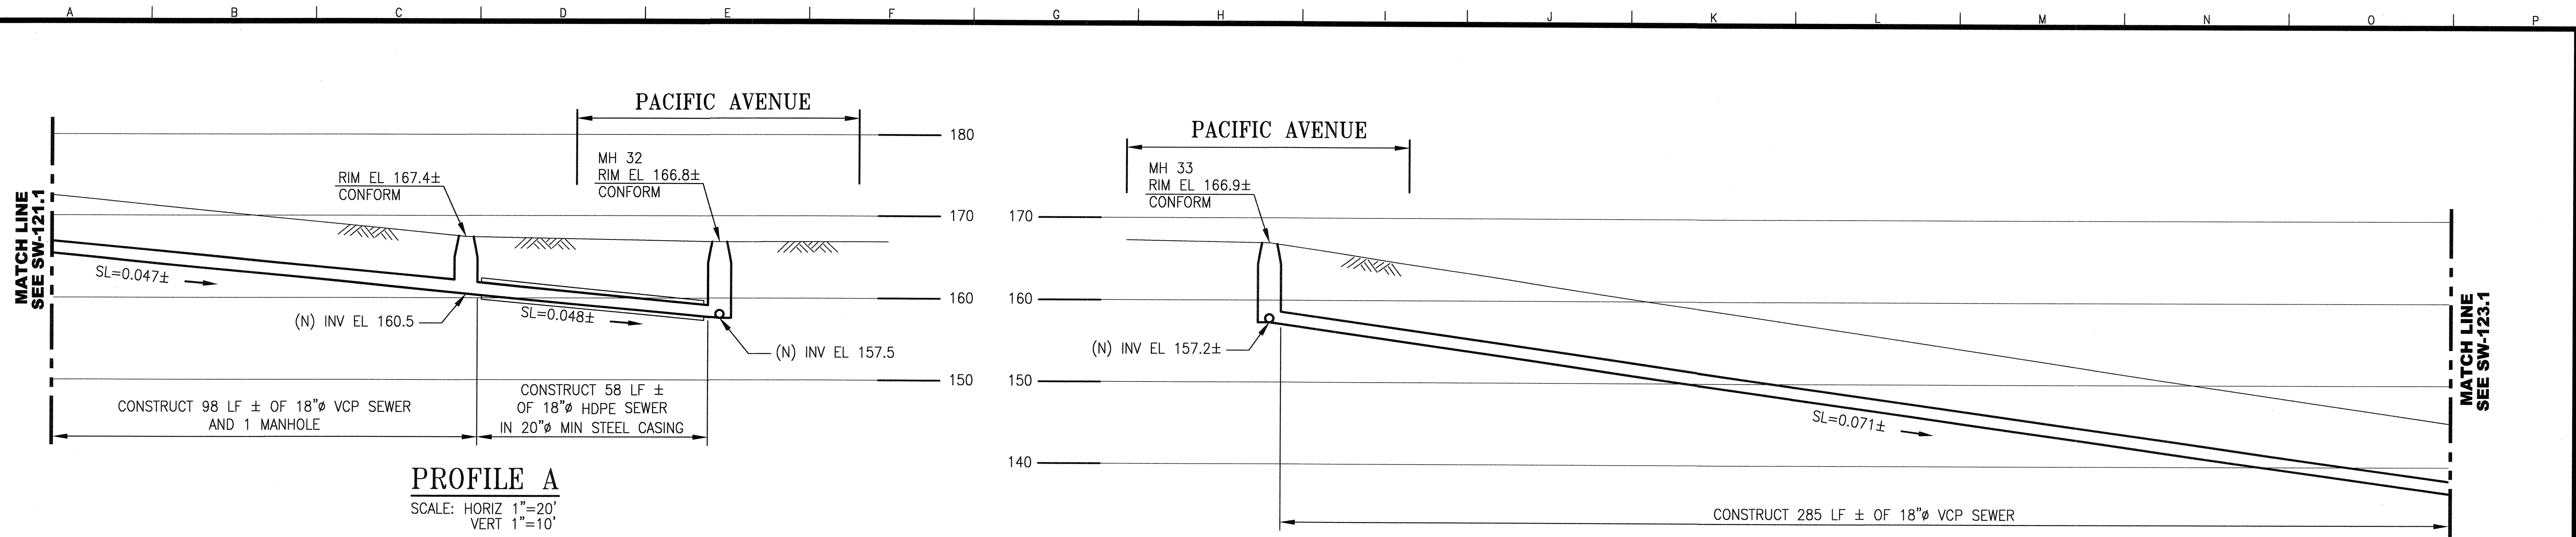 A B C D E F G H I J K L M N O P
PACIFIC AVENUE
MATCH LINE
SEE SW-121.1
RIM EL 167.4±
CONFORM
MH 32
RIM EL 166.8±
CONFORM
180
170
160
150
SL=0.047±
(N) INV EL 160.5
SL=0.048±
(N) INV EL 157.5
CONSTRUCT 98 LF ± OF 18"ø VCP SEWER
AND 1 MANHOLE
CONSTRUCT 58 LF ±
OF 18"ø HDPE SEWER
IN 20"ø MIN STEEL CASING
PROFILE A
SCALE: HORIZ 1"=20'
VERT 1"=10'
PACIFIC AVENUE
MH 33
RIM EL 166.9±
CONFORM
170
160
150
140
(N) INV EL 157.2±
SL=0.071±
CONSTRUCT 285 LF ± OF 18"ø VCP SEWER
MATCH LINE
SEE SW-123.1